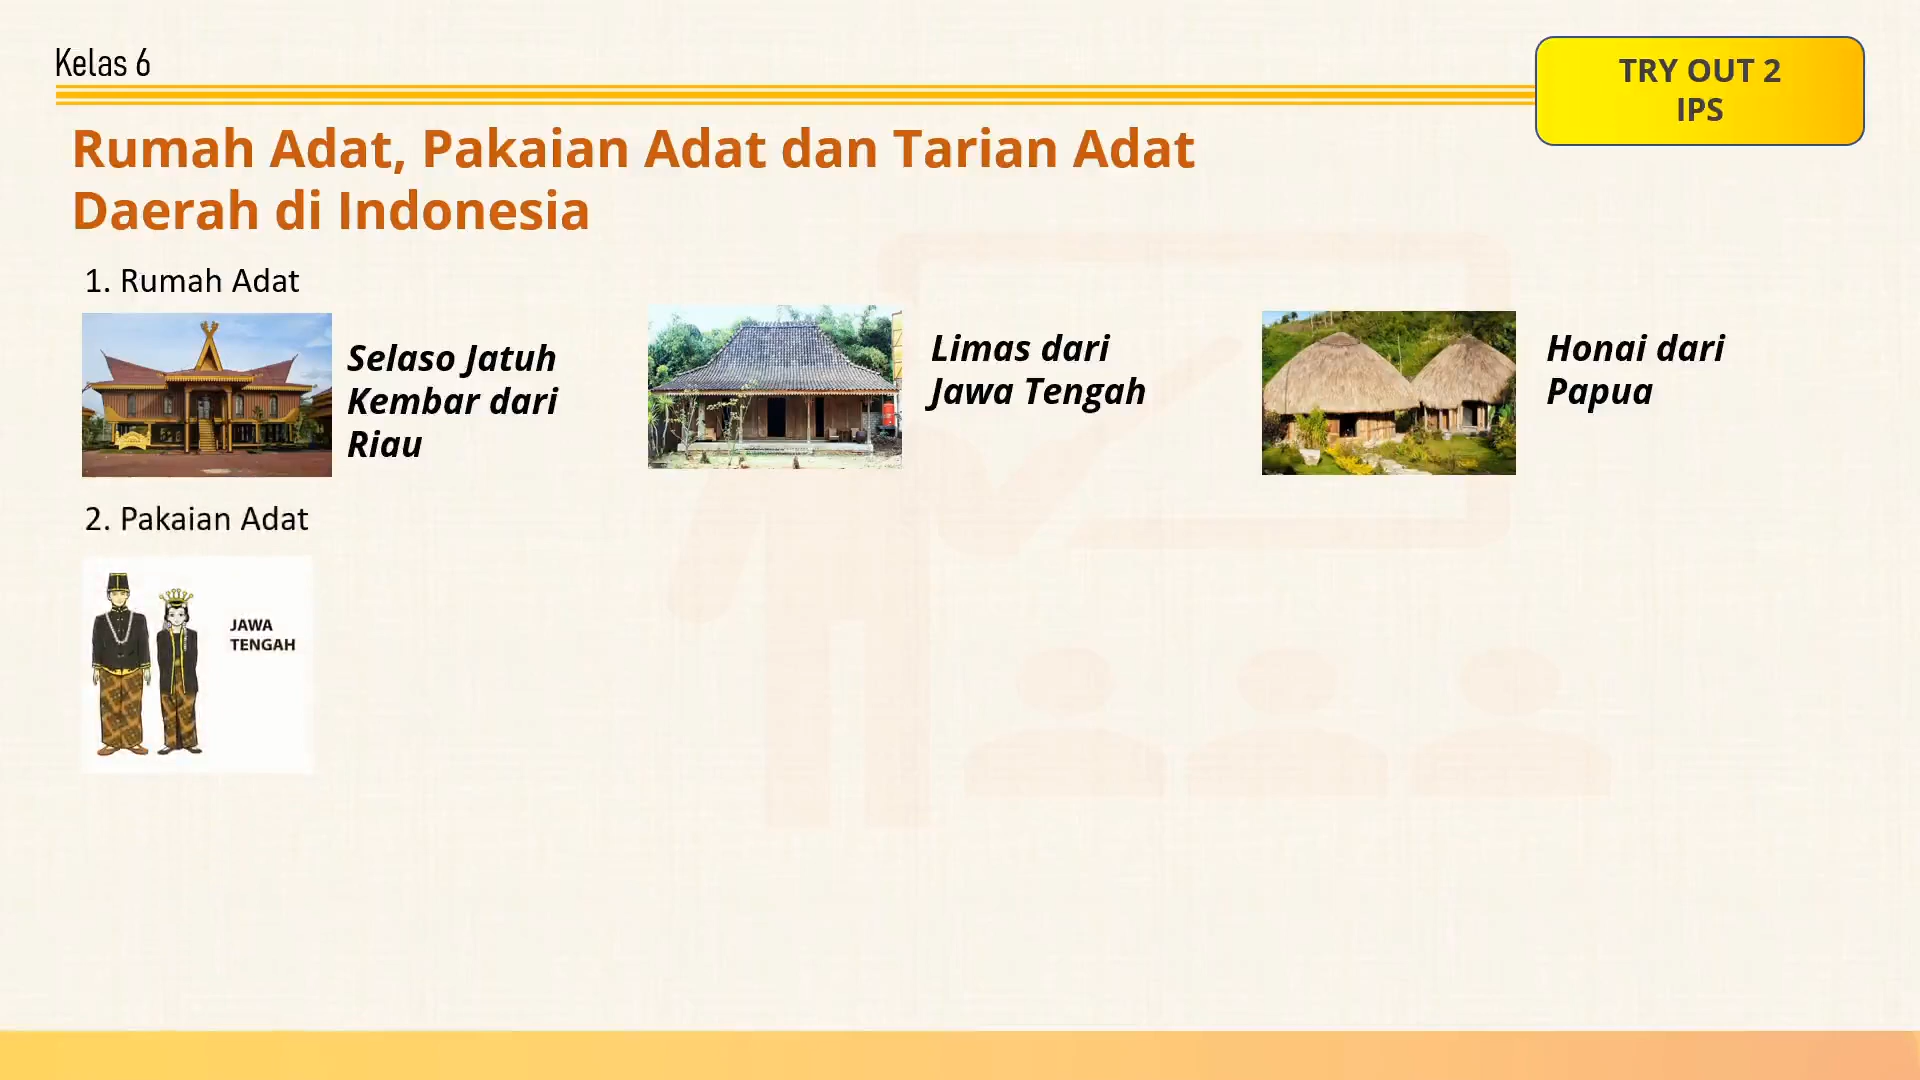 Kelas 6
TRY OUT 2
IPS
Rumah Adat, Pakaian Adat dan Tarian Adat
Daerah di Indonesia
1. Rumah Adat
Selaso Jatuh
Kembar dari
Riau
Limas dari
Jawa Tengah
Honai dari
Papua
2. Pakaian Adat
JAWA
TENGAH